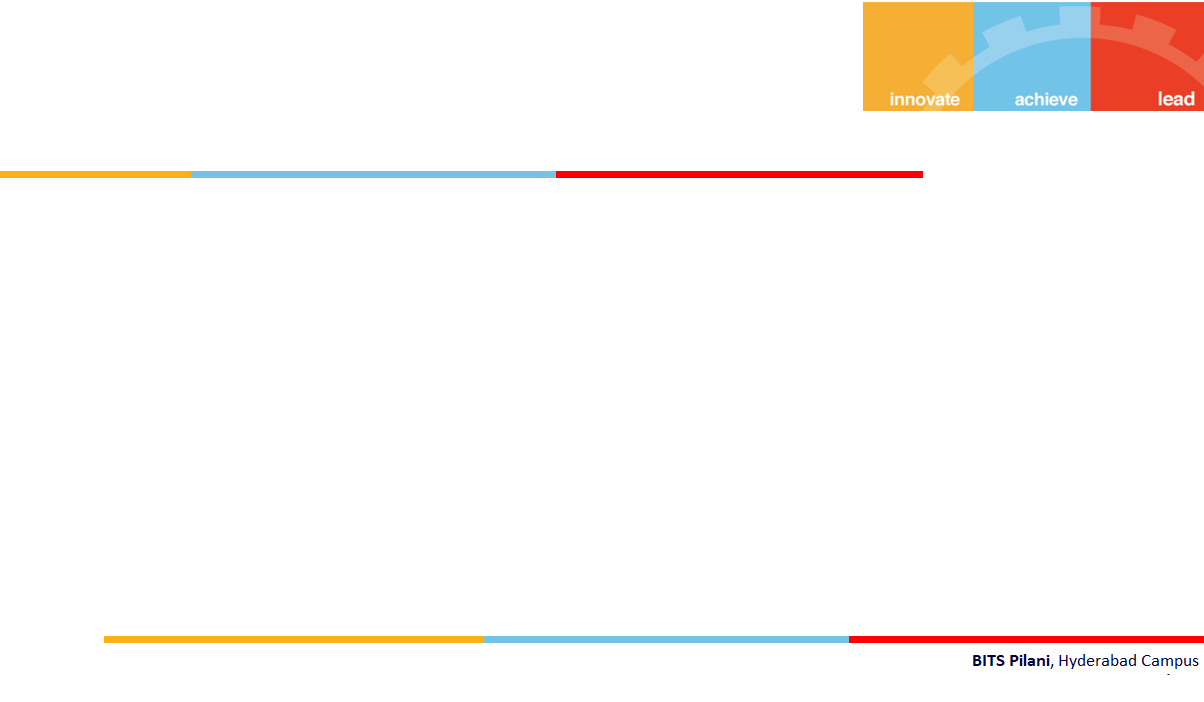 innovate achieve lead
BITS Pilani, Hyderabad Campus